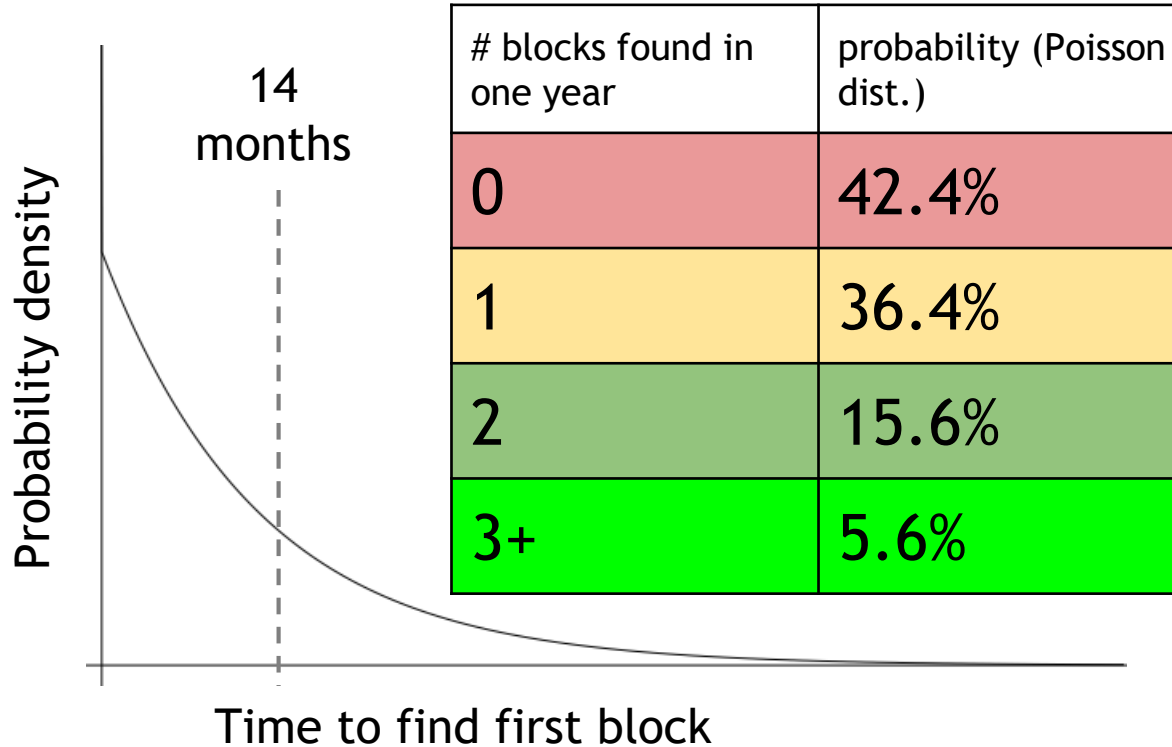 Probability density
14
months
# blocks found in
one year
probability (Poisson
dist.)
0
42.4%
1
36.4%
2
15.6%
3+
5.6%
Time to find first block